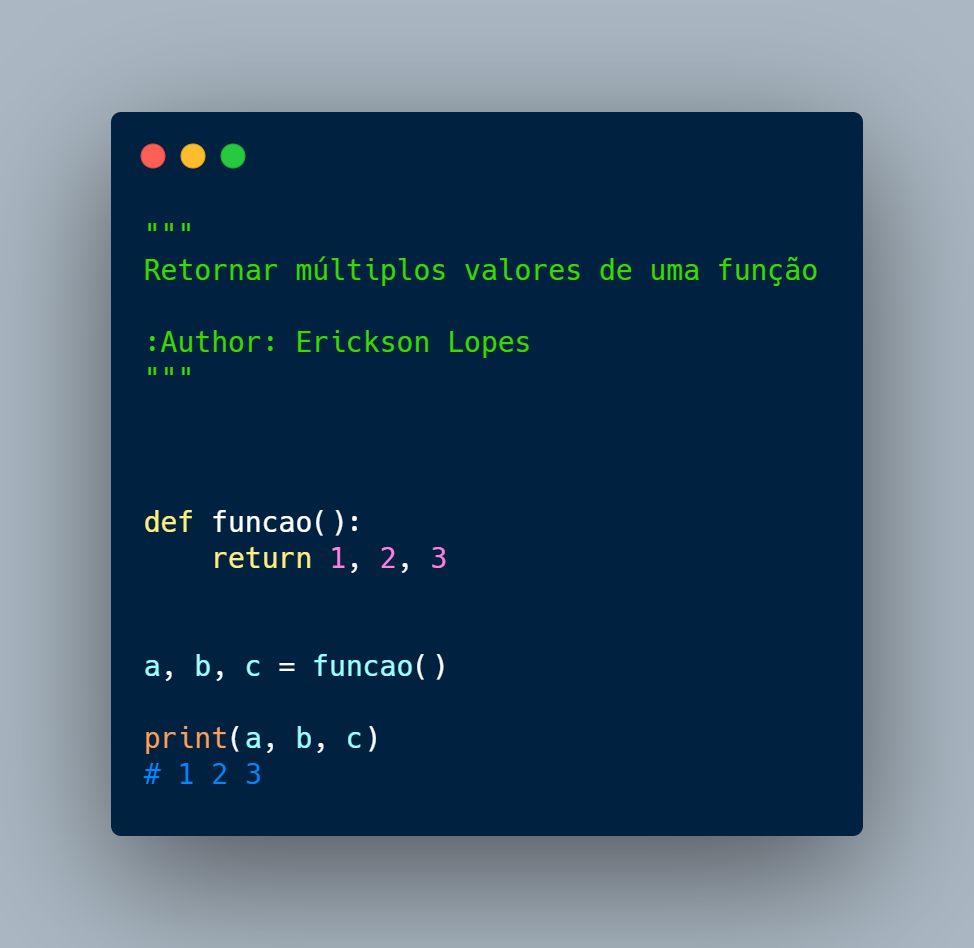 """
Retornar múltiplos valores de uma função
:Author: Erickson Lopes
"""
def funcao():
    return 1, 2, 3
a, b, c = funcao()
print(a, b, c)
# 1 2 3